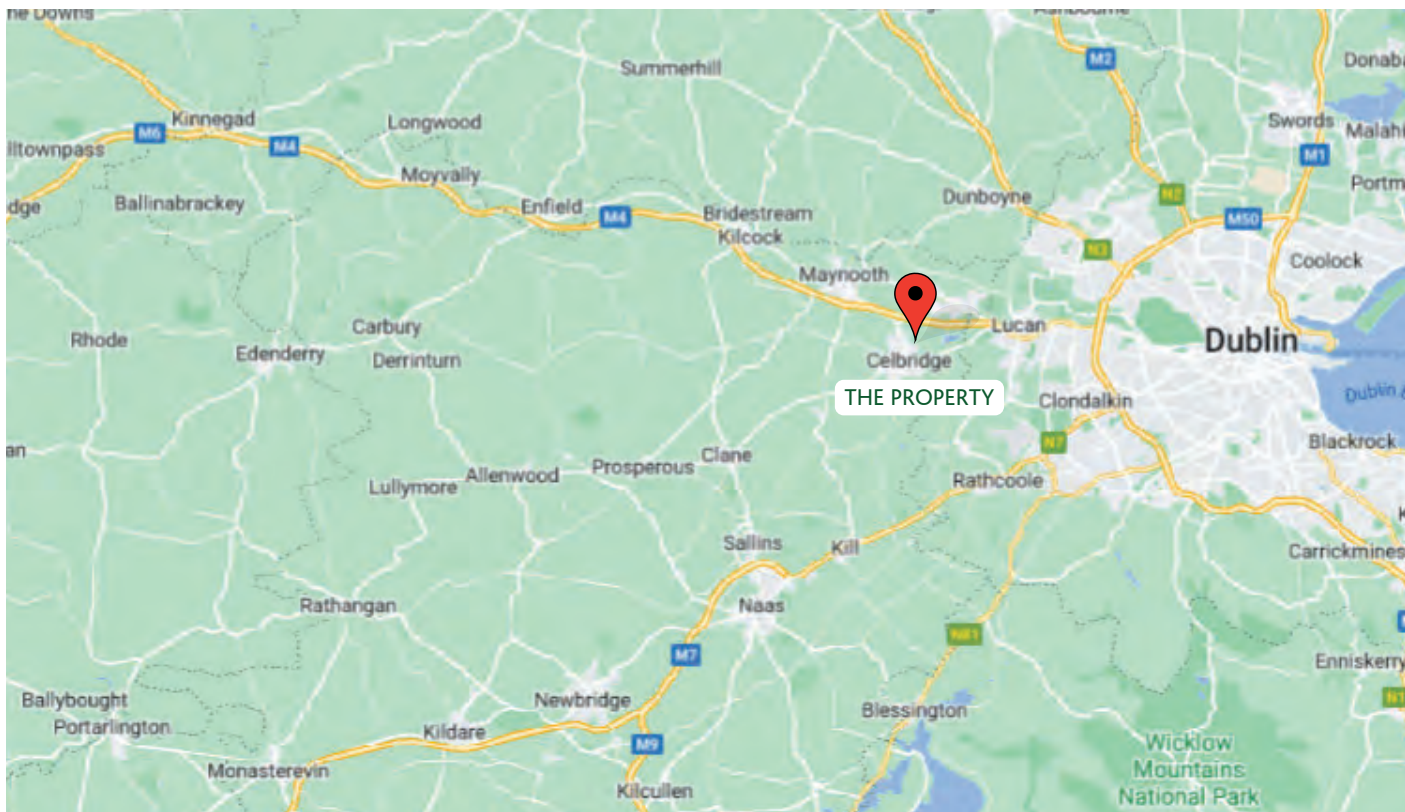 Summerhill
M2
Kinnegad
M6
M4
Longwood
Swords
M1
Moyvally
Ballinabrackey
Enfield
M4
Bridestream
Kilcock
Dunboyne
N2
M50
N3
Coolock
Maynooth
Carbury
Lucan
Rhode
Edenderry
Derrinturn
Celbridge
Dublin
THE PROPERTY
Clondalkin
N7
Blackrock
Clane
Prosperous
Allenwood
Lullymore
Rathcoole
Sallins
Kill
Carrickmines
Rathangan
Naas
N81
M7
Enniskerry
Ballybought
Newbridge
Portarlington
Kildare
Blessington
M9
Wicklow
Mountains
National Park
Monasterevin
Kilcullen